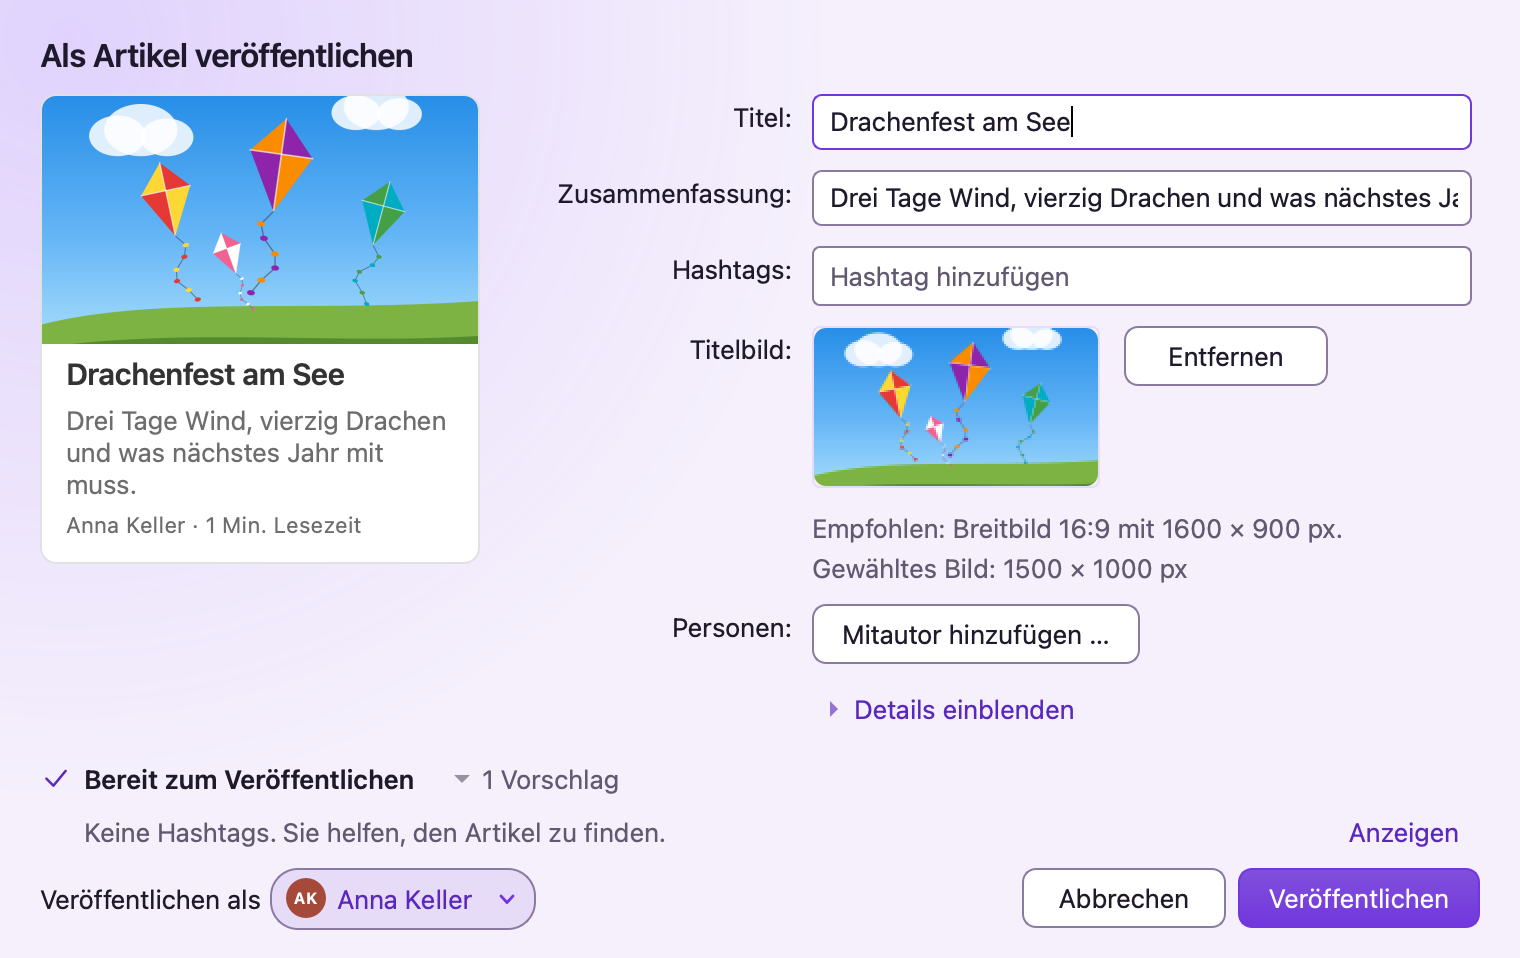 Als Artikel veröffentlichen
Drachenfest am See
Drei Tage Wind, vierzig Drachen
und was nächstes Jahr mit
muss.
Anna Keller · 1 Min. Lesezeit
Titel:
Drachenfest am See
Zusammenfassung:
Drei Tage Wind, vierzig Drachen und was nächstes
Hashtags:
Hashtag hinzufügen
Titelbild:
Entfernen
Empfohlen: Breitbild 16:9 mit 1600 × 900 px.
Gewähltes Bild: 1500 × 1000 px
Personen:
Mitautor hinzufügen ...
Details einblenden
Bereit zum Veröffentlichen
1 Vorschlag
Keine Hashtags. Sie helfen, den Artikel zu finden.
Anzeigen
Veröffentlichen als
AK
Anna Keller
Abbrechen
Veröffentlichen